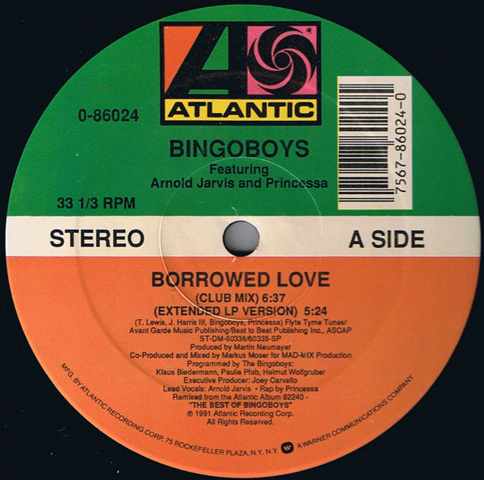 ATLANTIC
0-86024
7567-86024-0
BINGOBOYS
Featuring
Arnold Jarvis and Princessa
33 1/3 RPM
STEREO
A SIDE
BORROWED LOVE
(CLUB MIX) 6:37
(EXTENDED LP VERSION) 5:24
(T. Lewis, J. Harris III, Bingoboys, Princessa) Flyte Tyme Tunes/
Avant Garde Music Publishing/Beat to Beat Publishing Inc., ASCAP
ST-DM-60336/60335-SP
Produced by Martin Neumayer
Co-Produced and Mixed by Markus Moser for MAD-MIX Production
Programmed by The Bingoboys:
Klaus Biedermann, Paulie Pfab, Helmut Wolfgruber
Executive Producer: Joey Carvello
Lead Vocals: Arnold Jarvis • Rap by Princessa
Remixed from the Atlantic Album 82240 -
"THE BEST OF BINGOBOYS"
℗ 1991 Atlantic Recording Corp.
All Rights Reserved.
MFG. BY ATLANTIC RECORDING CORP. 75 ROCKEFELLER PLAZA, N.Y. N.Y. A WARNER COMMUNICATIONS COMPANY